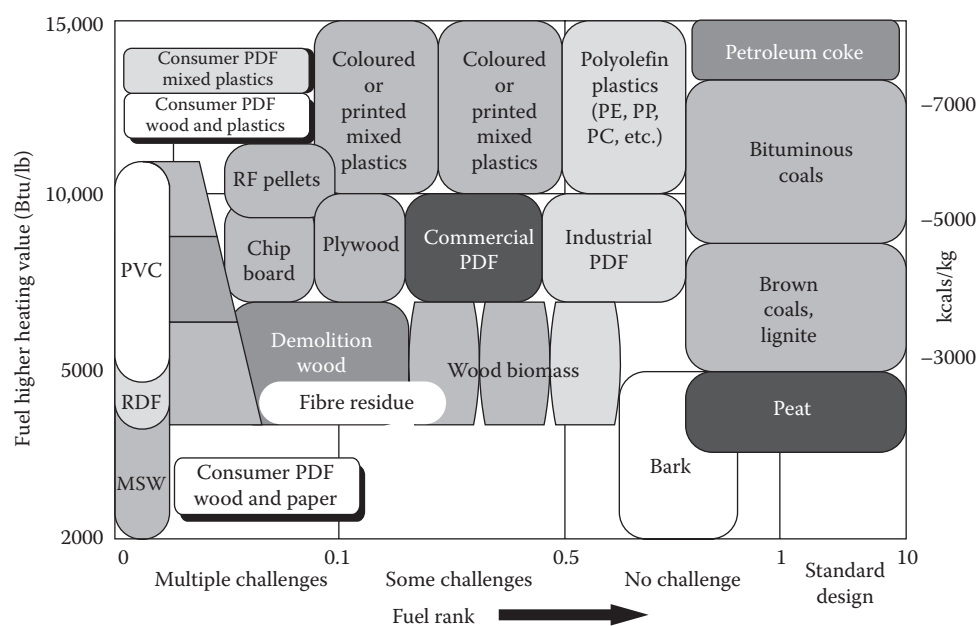 Fuel higher heating value (Btu/lb)
15,000
10,000
5000
2000
Consumer PDF
mixed plastics
Consumer PDF
wood and plastics
Coloured
or
printed
mixed
plastics
Coloured
or
printed
mixed
plastics
Polyolefin
plastics
(PE, PP,
PC, etc.)
Petroleum coke
Bituminous
coals
RF pellets
PVC
Chip
board
Plywood
Commercial
PDF
Industrial
PDF
Brown
coals,
lignite
Demolition
wood
Wood biomass
RDF
Fibre residue
Peat
MSW
Consumer PDF
wood and paper
Bark
–7000
–5000
–3000
kcals/kg
0
0.1
0.5
1
10
Multiple challenges
Some challenges
No challenge
Standard
design
Fuel rank